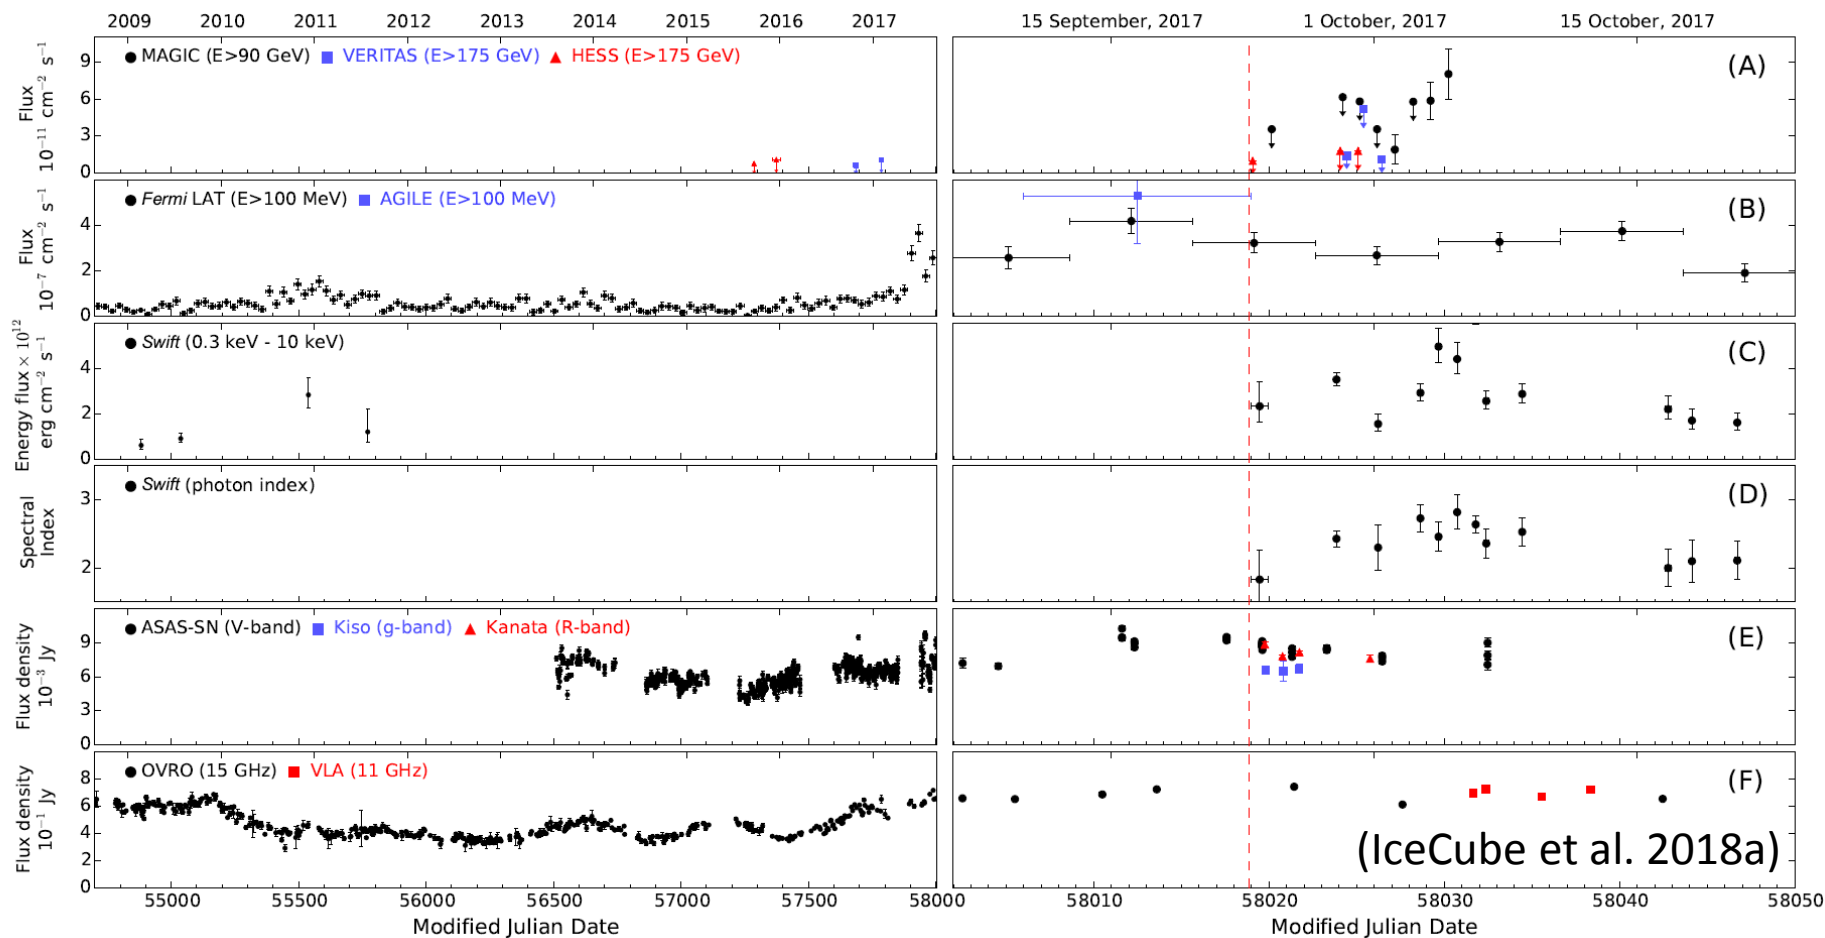 2009 2010 2011 2012 2013 2014 2015 2016 2017
15 September, 2017 1 October, 2017 15 October, 2017
Flux
10⁻¹¹ cm⁻² s⁻¹
9
6
3
0
MAGIC (E>90 GeV) VERITAS (E>175 GeV) HESS (E>175 GeV)
(A)
Flux
10⁻⁷ cm⁻² s⁻¹
4
2
0
Fermi LAT (E>100 MeV) AGILE (E>100 MeV)
(B)
Energy flux × 10¹²
erg cm⁻² s⁻¹
4
2
0
Swift (0.3 keV - 10 keV)
(C)
Spectral
Index
3
2
Swift (photon index)
(D)
Flux density
10⁻³ Jy
9
6
3
0
ASAS-SN (V-band) Kiso (g-band) Kanata (R-band)
(E)
Flux density
10⁻¹ Jy
8
6
4
2
0
OVRO (15 GHz) VLA (11 GHz)
(F)
(IceCube et al. 2018a)
55000 55500 56000 56500 57000 57500 58000 58010 58020 58030 58040 58050
Modified Julian Date Modified Julian Date